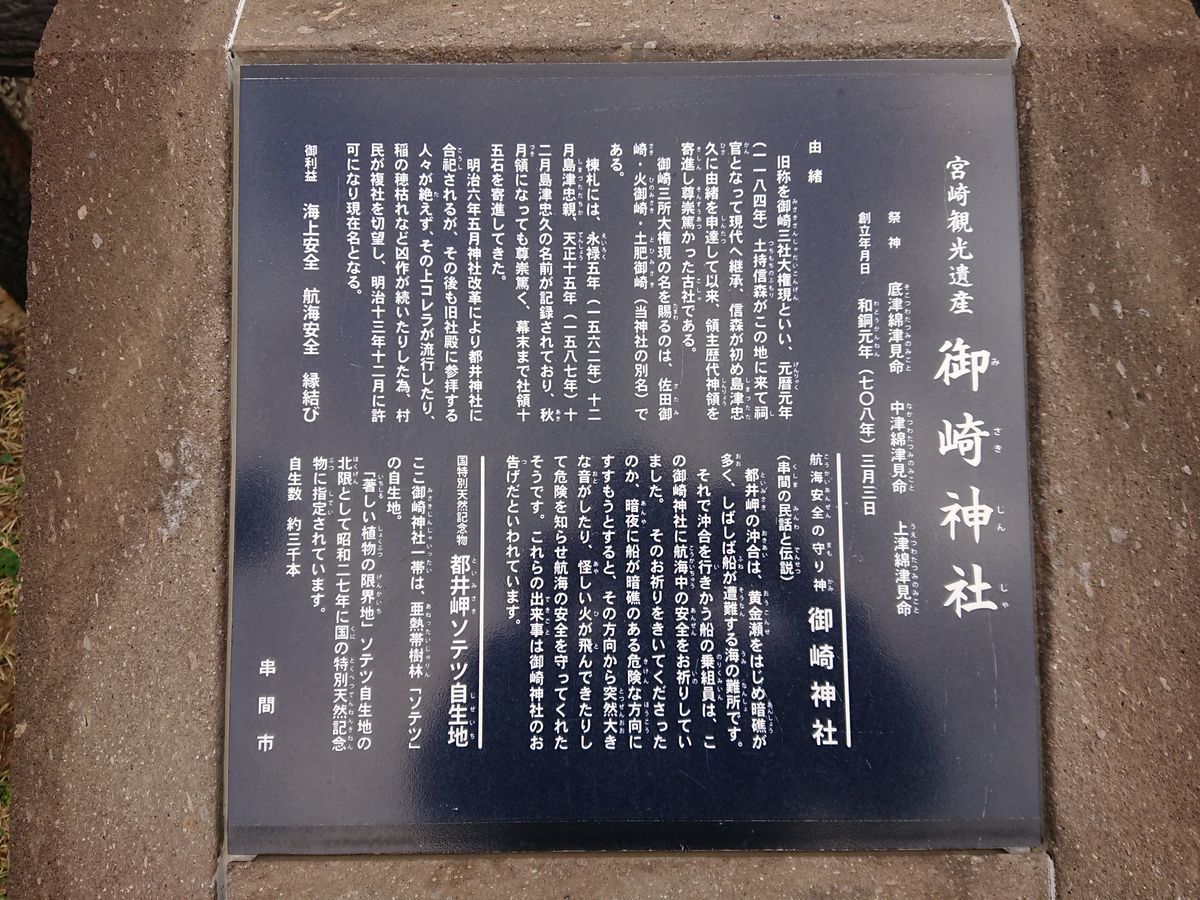 宮崎観光遺産 御崎神社
祭神 底津綿津見命 中津綿津見命 上津綿津見命
創立年月日 和銅元年（七〇八年）三月三日
由緒
旧称を御崎三社大権現といい、元暦元年
（一一八四年）土持信森がこの地に来て祠
官となって現代へ継承、信森が初め島津忠
久に由緒を申達して以来、領主歴代神領を
寄進し尊崇篤かった古社である。
御崎三所大権現の名を賜るのは、佐田御
崎・火御崎・土肥御崎（当神社の別名）で
ある。
棟札には、永禄五年（一五六二年）十二
月島津忠親、天正十五年（一五八七年）十
二月島津忠久の名前が記録されており、秋
月領になっても尊崇篤く、幕末まで社領十
五石を寄進してきた。
明治六年五月神社改革により都井神社に
合祀されるが、その後も旧社殿に参拝する
人々が絶えず、その上コレラが流行したり、
稲の穂枯れなど凶作が続いたりした為、村
民が複社を切望し、明治十三年十二月に許
可になり現在名となる。
御利益 海上安全 航海安全 縁結び
航海安全の守り神 御崎神社
（串間の民話と伝説）
都井岬の沖合は、黄金瀬をはじめ暗礁が
多く、しばしば船が遭難する海の難所です。
それで沖合を行きかう船の乗組員は、こ
の御崎神社に航海中の安全をお祈りしてい
ました。そのお祈りをきいてくださった
のか、暗夜に船が暗礁のある危険な方向に
すすもうとすると、その方向から突然大き
な音がしたり、怪しい火が飛んできたりし
て危険を知らせ航海の安全を守ってくれた
そうです。これらの出来事は御崎神社のお
告げだといわれています。
国特別天然記念物 都井岬ソテツ自生地
ここ御崎神社一帯は、亜熱帯樹林「ソテツ」
の自生地。
「著しい植物の限界地」ソテツ自生地の
北限として昭和二七年に国の特別天然記念
物に指定されています。
自生数 約三千本
串間市